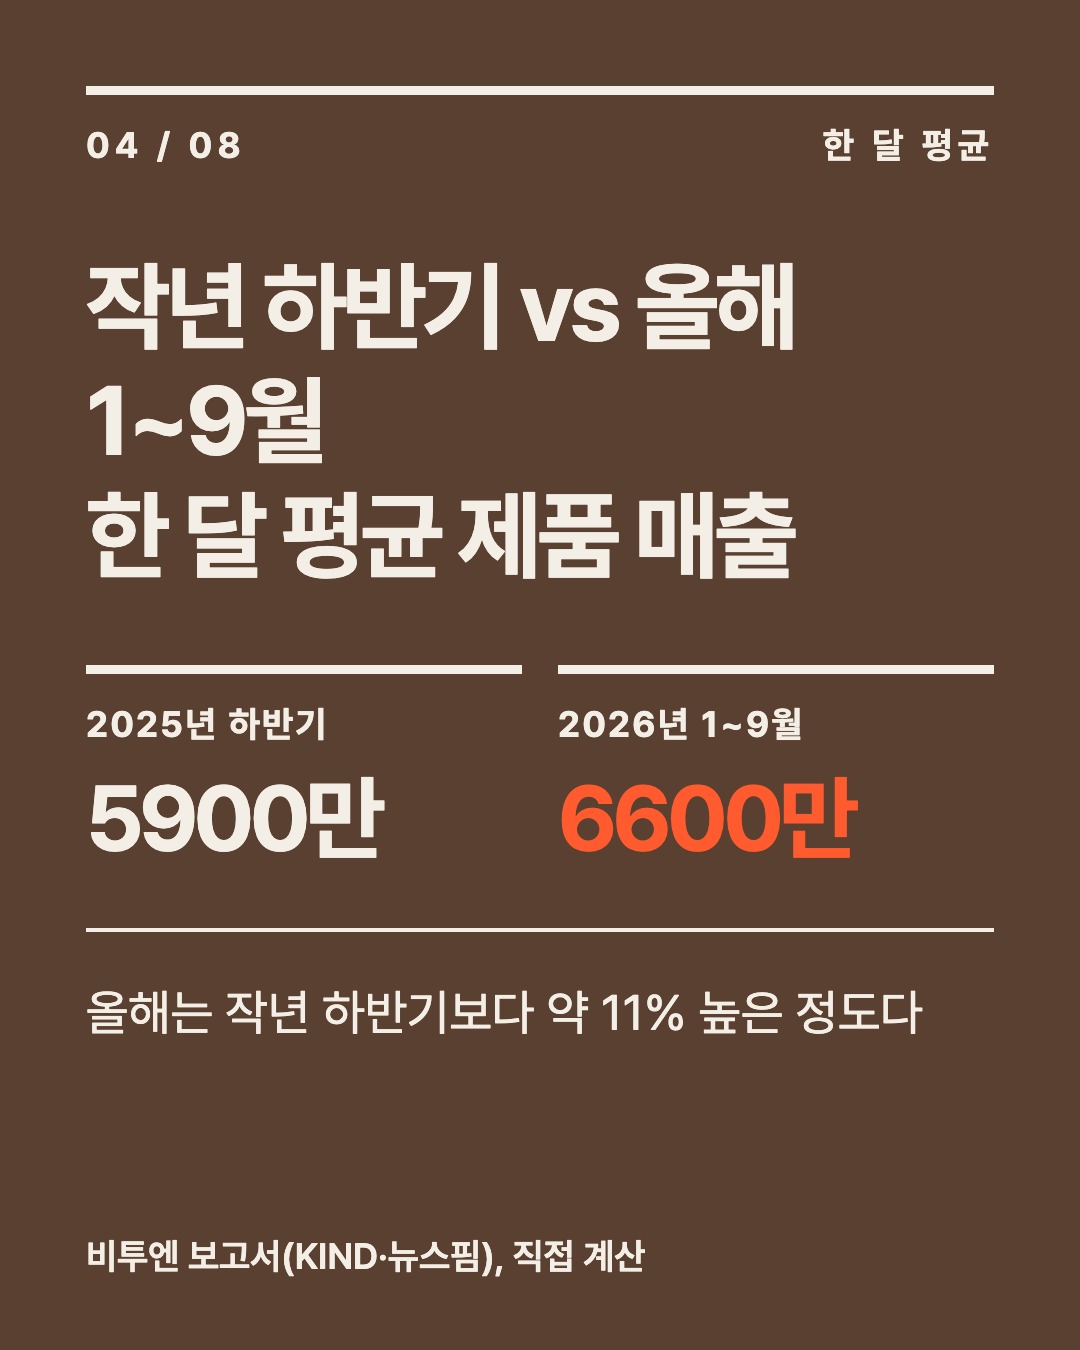 04 / 08
한 달 평균
작년 하반기 vs 올해
1~9월
한 달 평균 제품 매출
2025년 하반기
5900만
2026년 1~9월
6600만
올해는 작년 하반기보다 약 11% 높은 정도다
비투엔 보고서(KIND·뉴스핌), 직접 계산